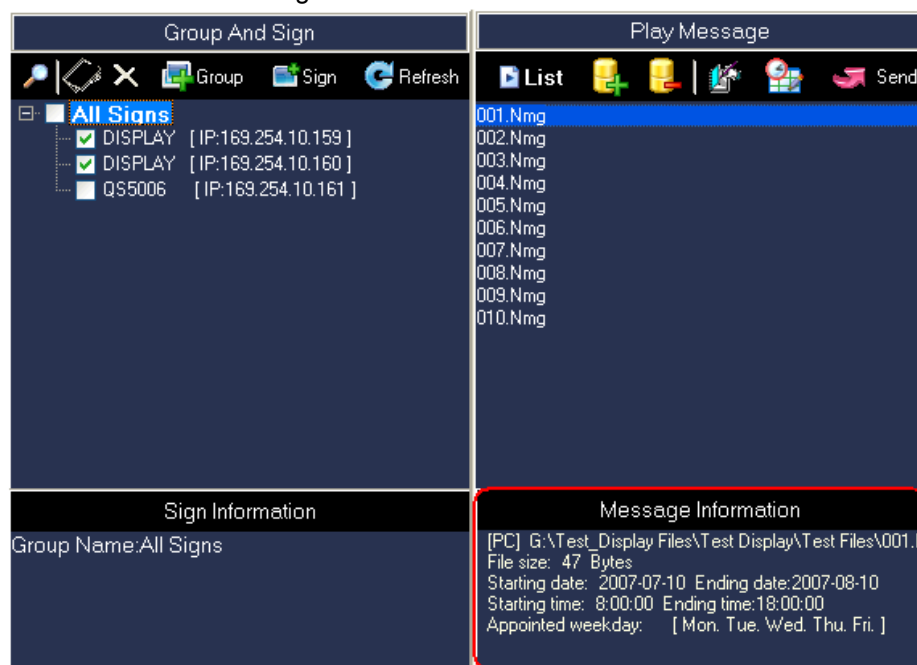 Group And Sign
Group Sign Refresh
All Signs
DISPLAY [ IP:169.254.10.159 ]
DISPLAY [ IP:169.254.10.160 ]
QS5006 [ IP:169.254.10.161 ]
Sign Information
Group Name:All Signs
Play Message
List Send
001.Nmg
002.Nmg
003.Nmg
004.Nmg
005.Nmg
006.Nmg
007.Nmg
008.Nmg
009.Nmg
010.Nmg
Message Information
[PC] G:\Test_Display Files\Test Display\Test Files\001.
File size: 47 Bytes
Starting date: 2007-07-10 Ending date:2007-08-10
Starting time: 8:00:00 Ending time:18:00:00
Appointed weekday: [ Mon. Tue. Wed. Thu. Fri. ]